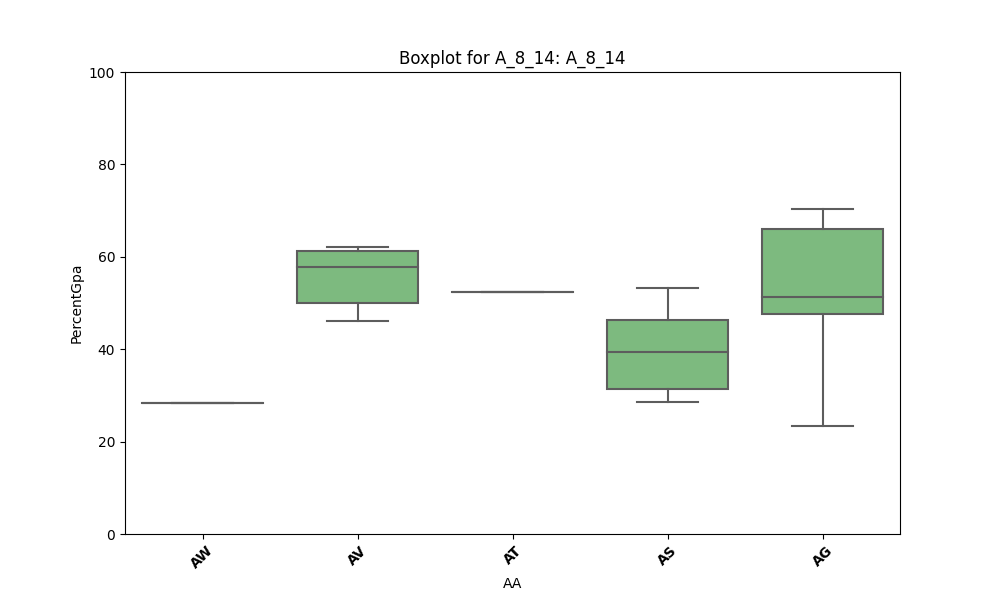 Boxplot for A_8_14: A_8_14
100
80
60
40
20
0
PercentGpa
AW
AV
AT
AS
AG
AA